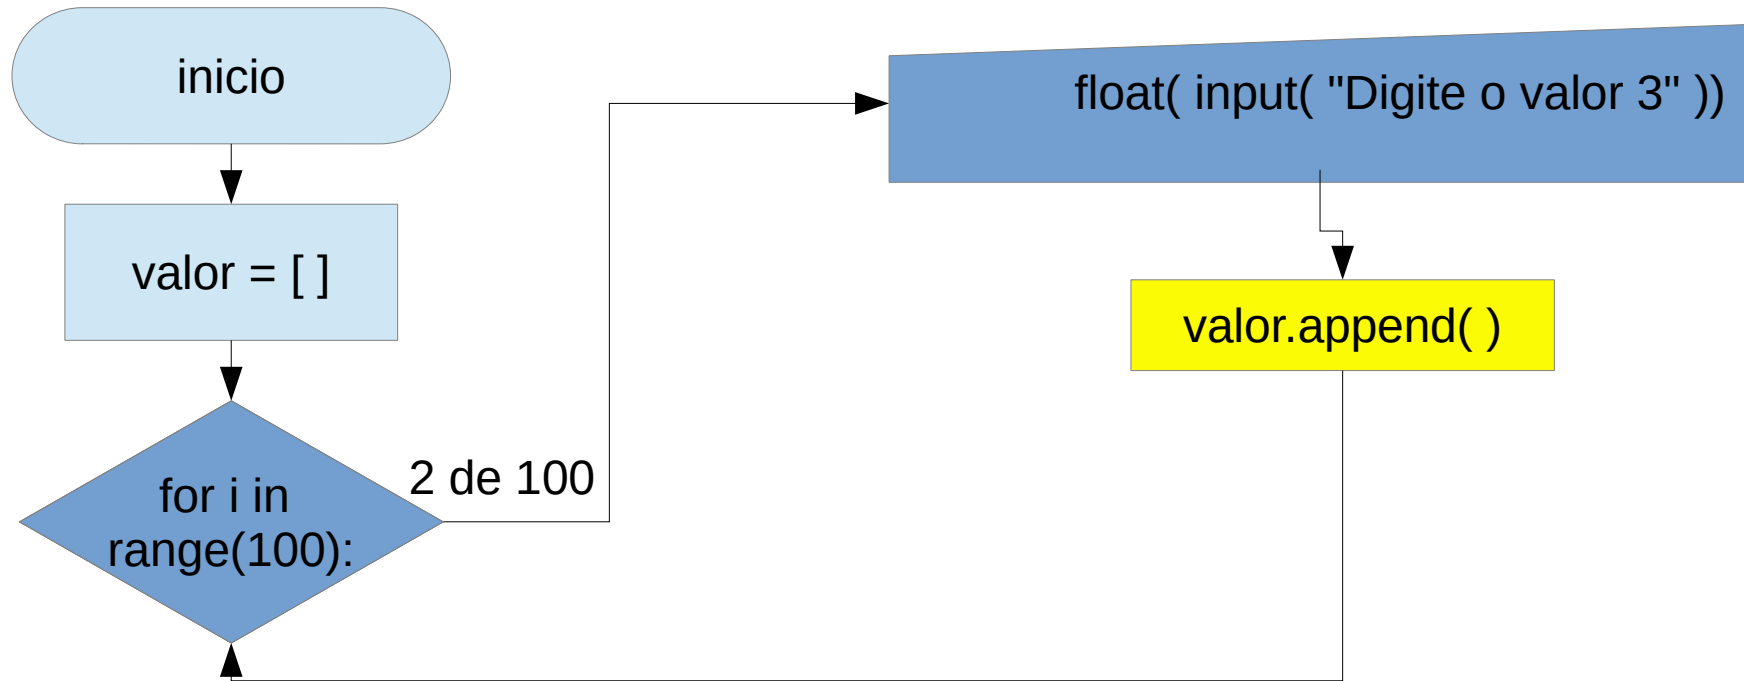 inicio
valor = [ ]
for i in
range(100):
2 de 100
float( input( "Digite o valor 3" ))
valor.append( )